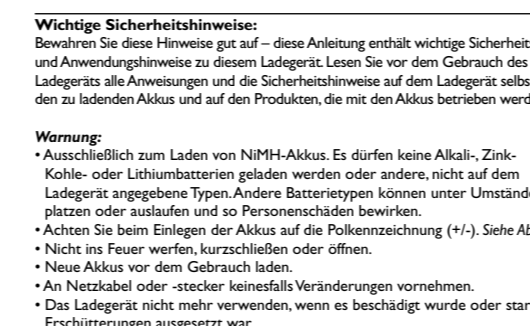 Wichtige Sicherheitshinweise:
Bewahren Sie diese Hinweise gut auf – diese Anleitung enthält wichtige Sicherheit
und Anwendungshinweise zu diesem Ladegerät. Lesen Sie vor dem Gebrauch des
Ladegeräts alle Anweisungen und die Sicherheitshinweise auf dem Ladegerät selbs
den zu ladenden Akku und auf den Produkten, die mit den Akku betrieben werd
Warnung:
• Ausschließlich zum Laden von NiMH-Akkus. Es dürfen keine Alkali-, Zink-
Kohle- oder Lithiumbatterien geladen werden oder andere, nicht auf dem
Ladegerät angegebene Typen. Andere Batterietypen können unter Umstände
platzen oder auslaufen und so Personenschäden bewirken.
• Achten Sie beim Einlegen der Akkus auf die Polkennzeichnung (+/-). Siehe Ab
• Nicht ins Feuer werfen, kurzschließen oder öffnen.
• Neue Akkus vor dem Gebrauch laden.
• An Netzkabel oder -stecker keinesfalls Veränderungen vornehmen.
• Das Ladegerät nicht mehr verwenden, wenn es beschädigt wurde oder star
Erschütterungen ausgesetzt war